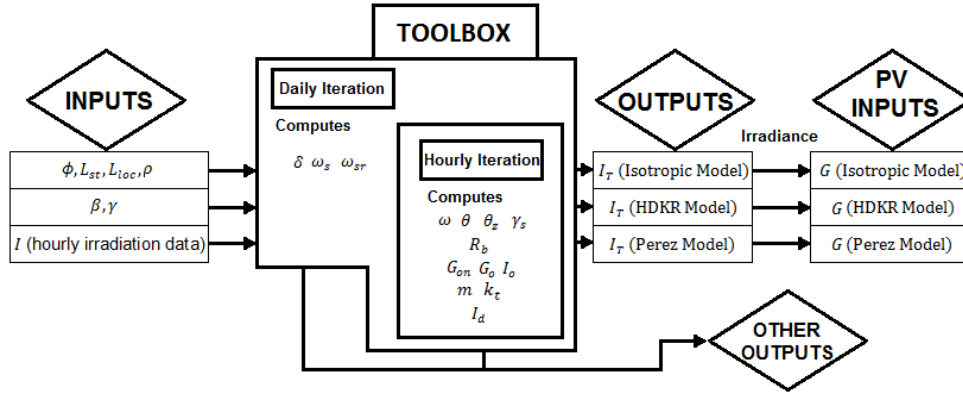 TOOLBOX
INPUTS
ϕ, L_st, L_loc, ρ
β, γ
I (hourly irradiation data)
Daily Iteration
Computes
δ ω_s ω_sr
Hourly Iteration
Computes
ω θ θ_z γ_s
R_b
G_on G_o I_o
m k_t
I_d
OUTPUTS
I_T (Isotropic Model)
I_T (HDKR Model)
I_T (Perez Model)
Irradiance
PV
INPUTS
G (Isotropic Model)
G (HDKR Model)
G (Perez Model)
OTHER
OUTPUTS